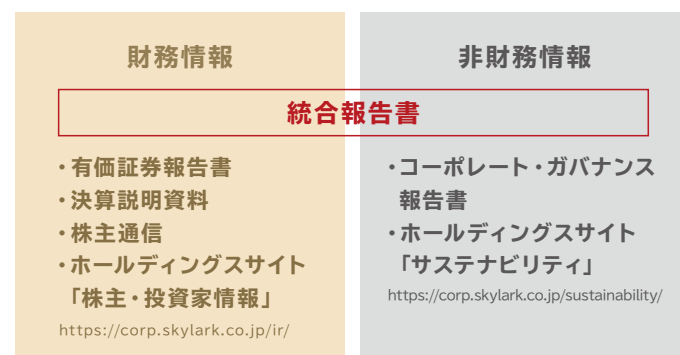 財務情報
非財務情報
統合報告書
・有価証券報告書
・決算説明資料
・株主通信
・ホールディングスサイト
「株主・投資家情報」
https://corp.skylark.co.jp/ir/
・コーポレート・ガバナンス
報告書
・ホールディングスサイト
「サステナビリティ」
https://corp.skylark.co.jp/sustainability/